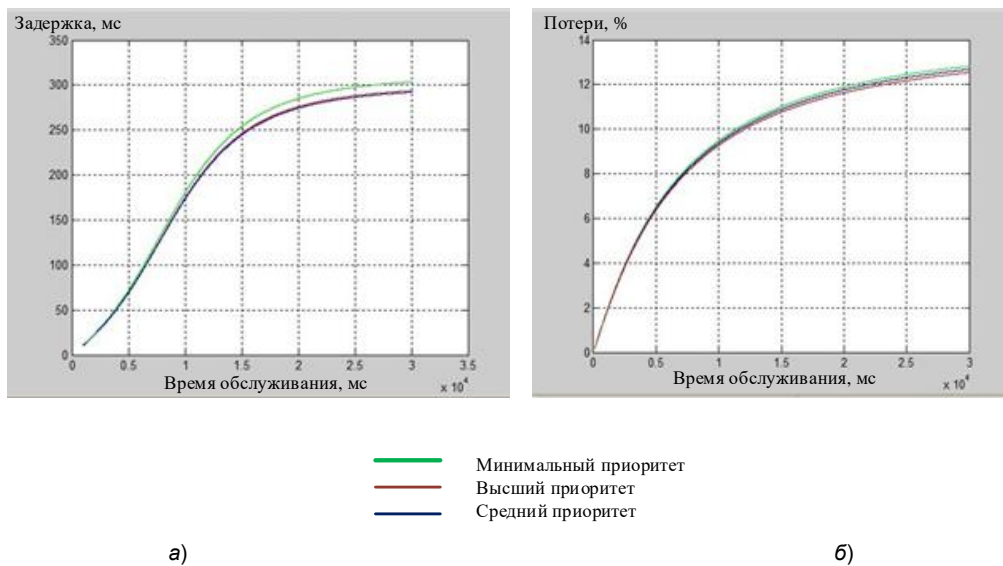 Задержка, мс
350
300
250
200
150
100
50
0
0 0.5 1 1.5 2 2.5 3 3.5
Время обслуживания, мс
x 10⁴
Потери, %
14
12
10
8
6
4
2
0
0 0.5 1 1.5 2 2.5 3
Время обслуживания, мс
x 10⁴
Минимальный приоритет
Высший приоритет
Средний приоритет
а) б)